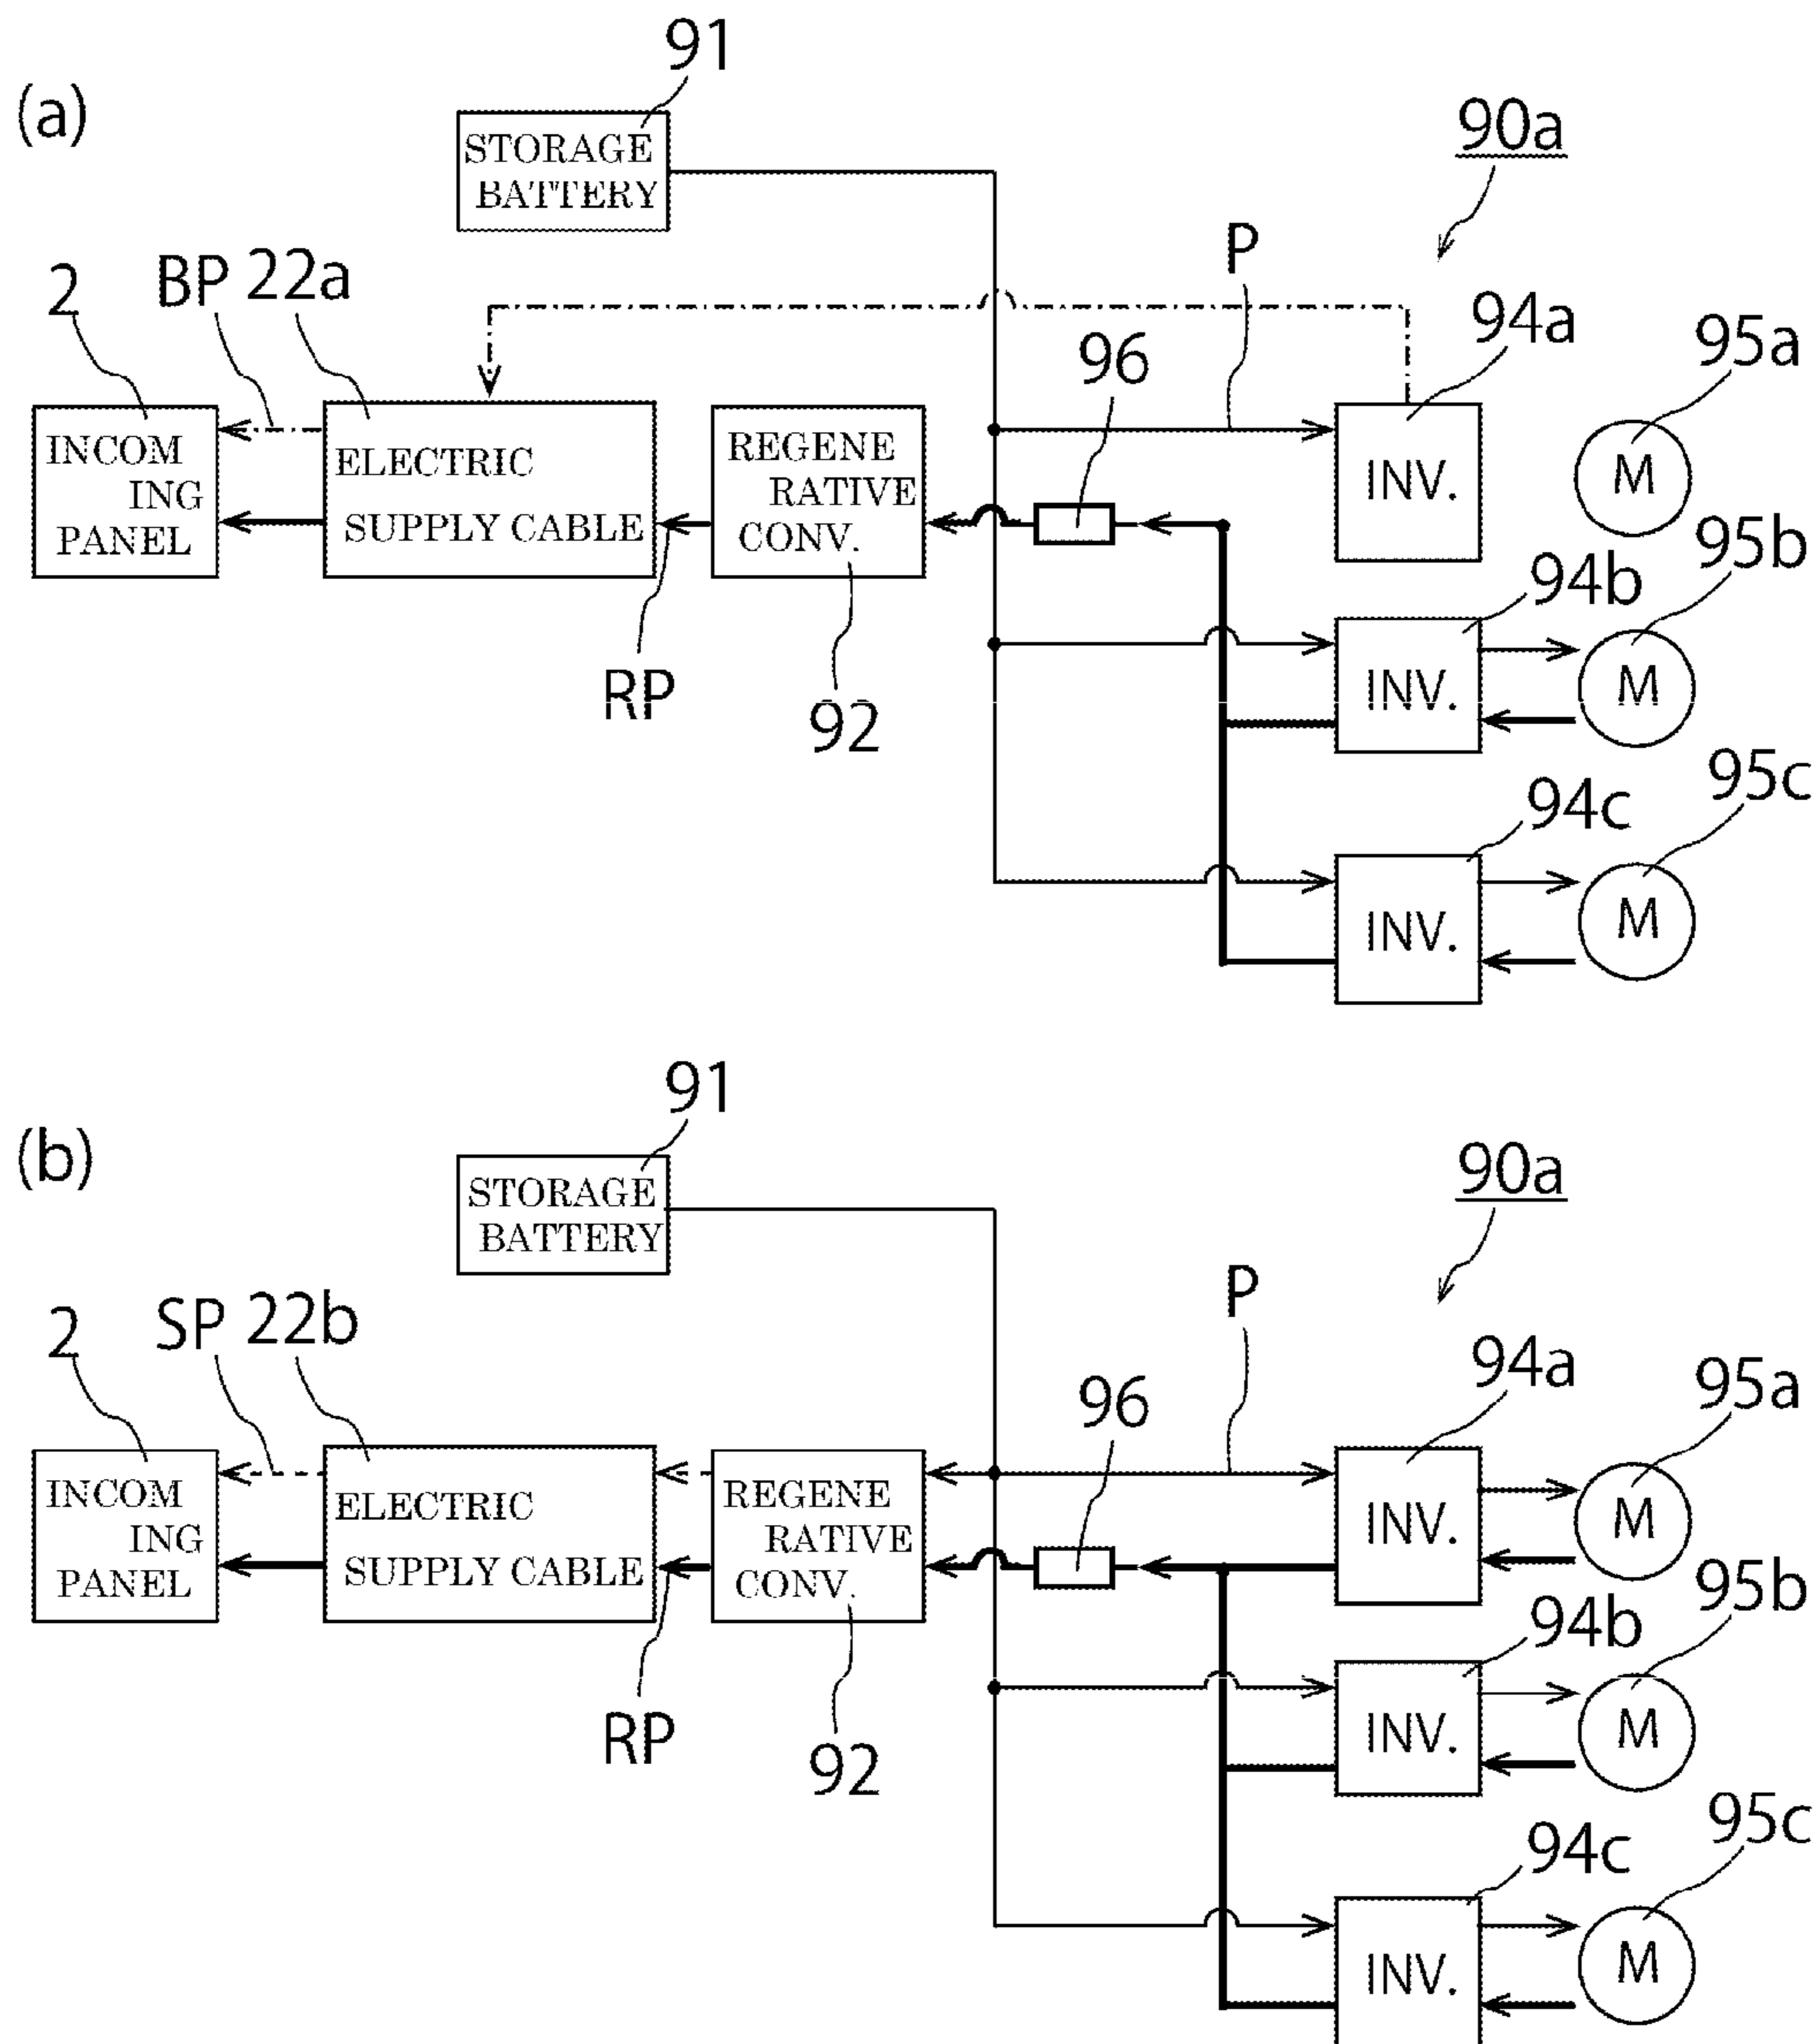 91
(a)
90a
STORAGE
BATTERY
P
2
BP
22a
94a
95a
96
INCOM
ING
PANEL
ELECTRIC
SUPPLY CABLE
REGENE
RATIVE
CONV.
INV.
M
95b
94b
RP
92
INV.
M
95c
94c
INV.
M
91
(b)
90a
STORAGE
BATTERY
P
2
SP
22b
94a
95a
96
INCOM
ING
PANEL
ELECTRIC
SUPPLY CABLE
REGENE
RATIVE
CONV.
INV.
M
95b
94b
RP
92
INV.
M
95c
94c
INV.
M